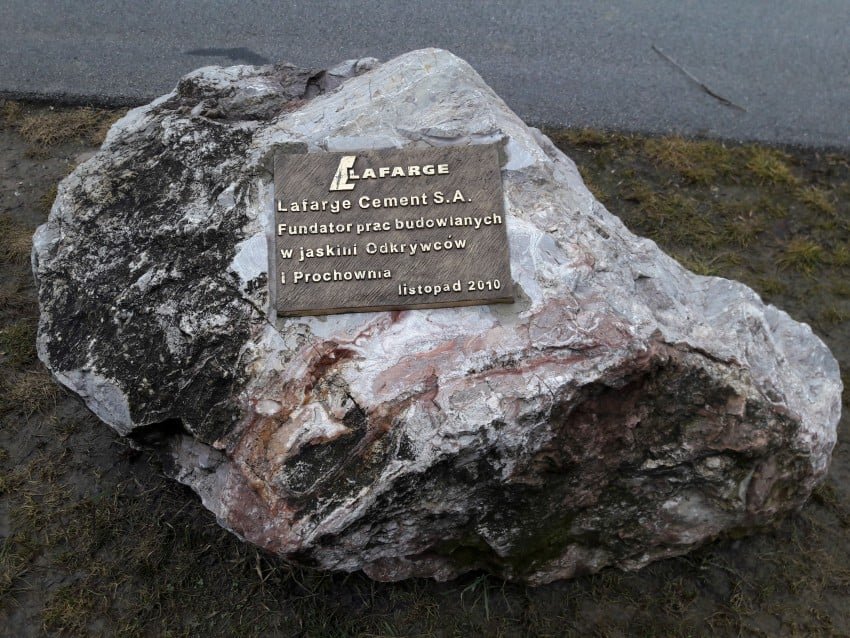 LAFARGE
Lafarge Cement S.A.
Fundator prac budowlanych
w jaskini Odkrywców
i Prochownia
listopad 2010